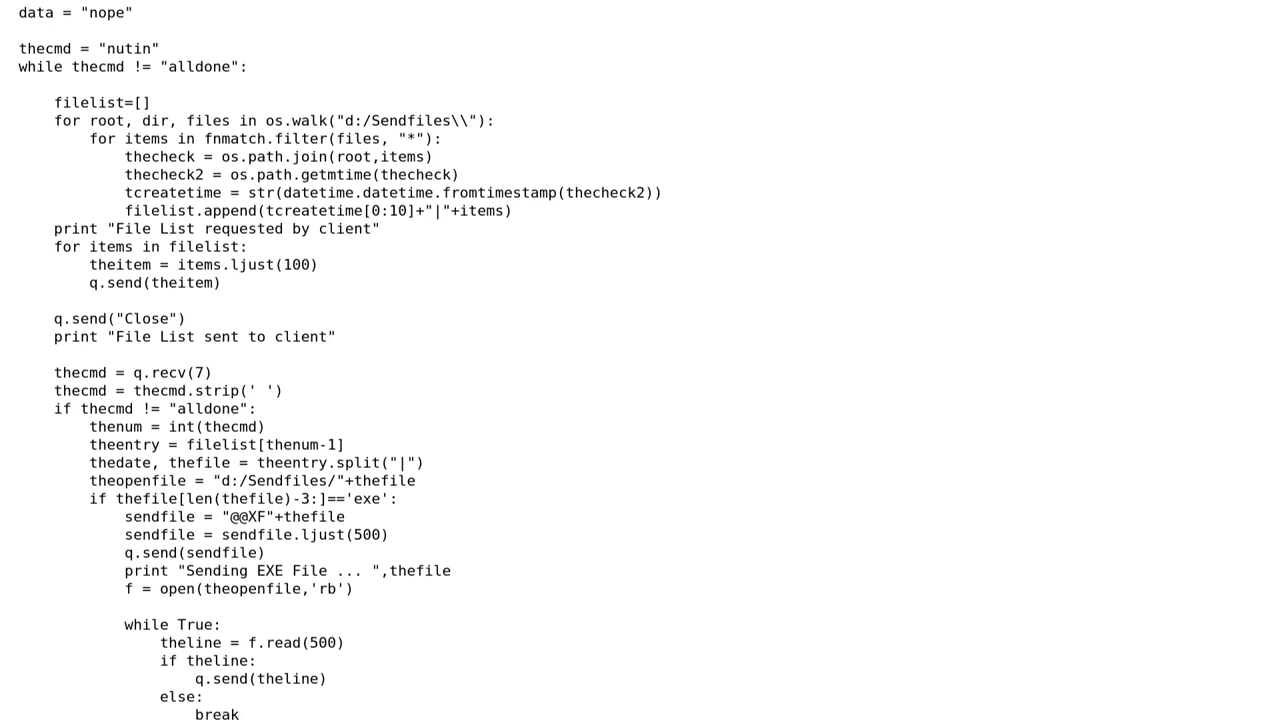 data = "nope"

thecmd = "nutin"
while thecmd != "alldone":

    filelist=[]
    for root, dir, files in os.walk("d:/Sendfiles\\"):
        for items in fnmatch.filter(files, "*"):
            thecheck = os.path.join(root,items)
            thecheck2 = os.path.getmtime(thecheck)
            tcreatetime = str(datetime.datetime.fromtimestamp(thecheck2))
            filelist.append(tcreatetime[0:10]+"|"+items)
    print "File List requested by client"
    for items in filelist:
        theitem = items.ljust(100)
        q.send(theitem)

    q.send("Close")
    print "File List sent to client"

    thecmd = q.recv(7)
    thecmd = thecmd.strip(' ')
    if thecmd != "alldone":
        thenum = int(thecmd)
        theentry = filelist[thenum-1]
        thedate, thefile = theentry.split("|")
        theopenfile = "d:/Sendfiles/"+thefile
        if thefile[len(thefile)-3:]=='exe':
            sendfile = "@@XF"+thefile
            sendfile = sendfile.ljust(500)
            q.send(sendfile)
            print "Sending EXE File ... ",thefile
            f = open(theopenfile,'rb')

            while True:
                theline = f.read(500)
                if theline:
                    q.send(theline)
                else:
                    break